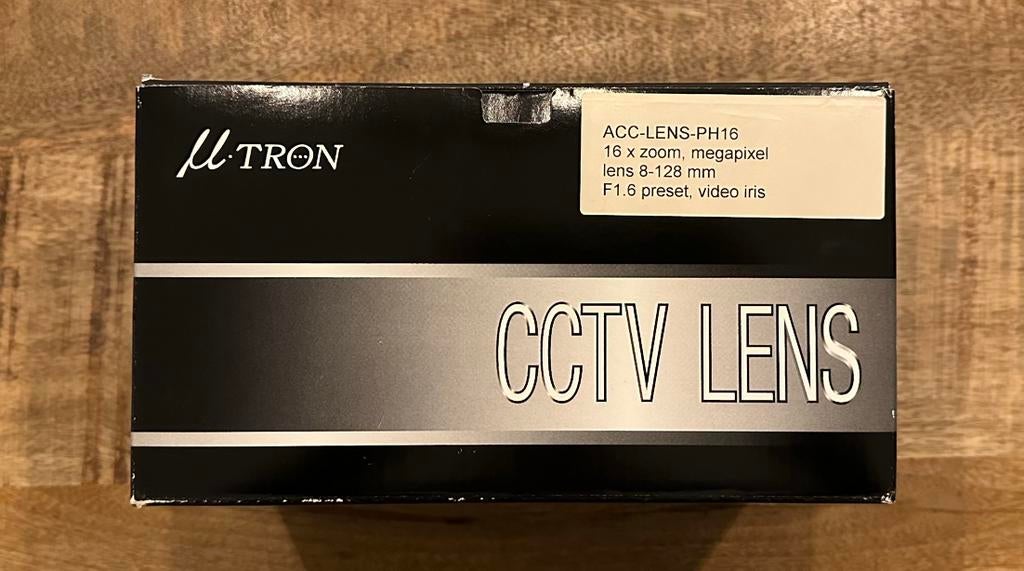 μ·TRON
ACC-LENS-PH16
16 x zoom, megapixel
lens 8-128 mm
F1.6 preset, video iris
CCTV LENS